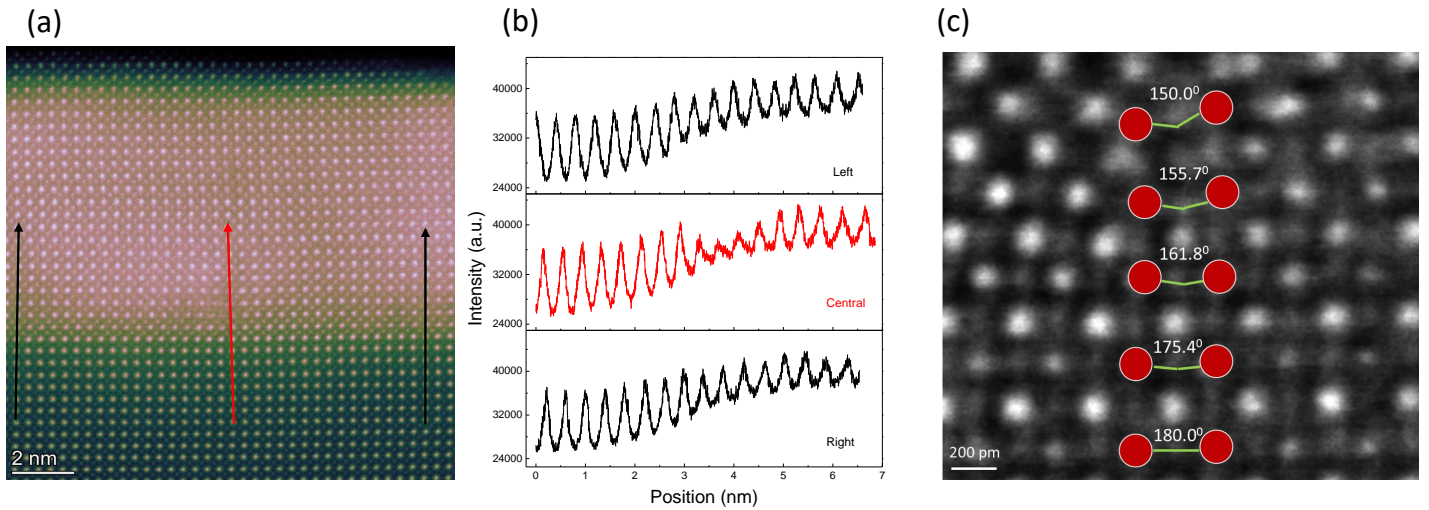 (a)
(b)
(c)
2 nm
Intensity (a.u.)
40000
32000
24000
Left
40000
32000
24000
Central
40000
32000
24000
Right
0 1 2 3 4 5 6 7
Position (nm)
150.0⁰
155.7⁰
161.8⁰
175.4⁰
180.0⁰
200 pm